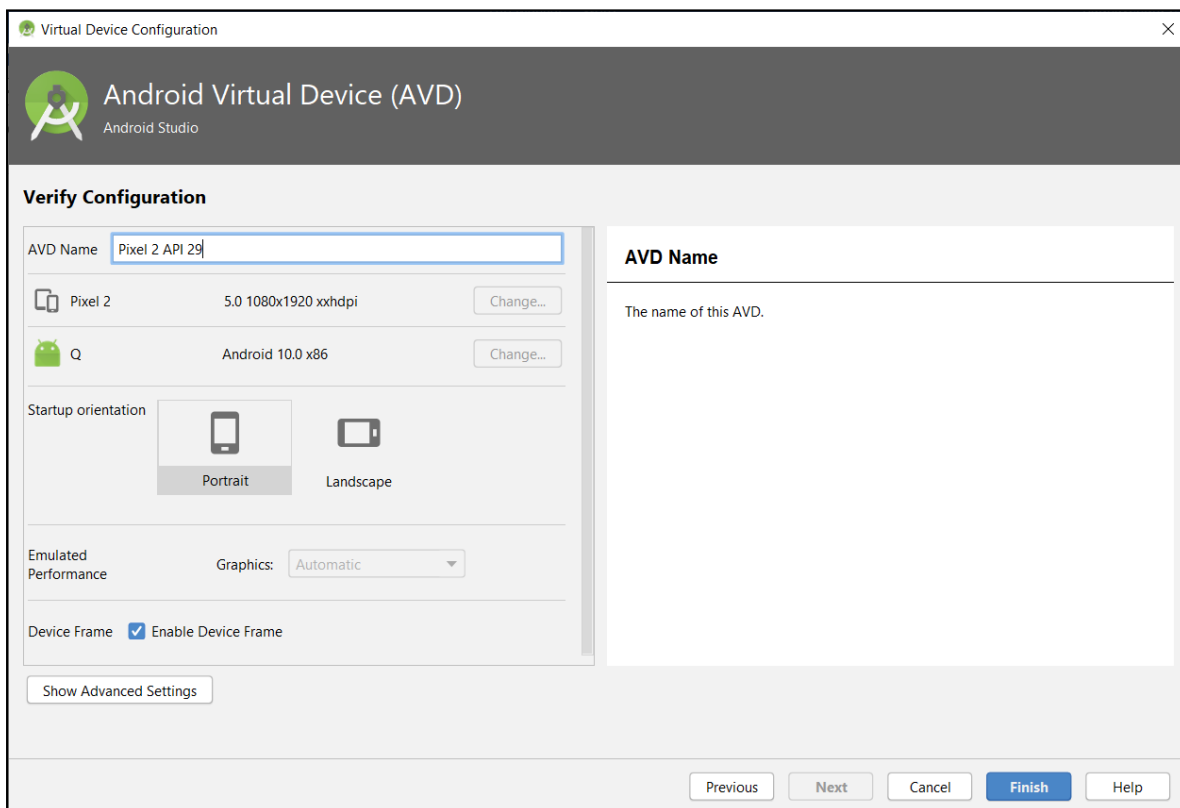 Virtual Device Configuration
Android Virtual Device (AVD)
Android Studio
Verify Configuration
AVD Name Pixel 2 API 29
Pixel 2 5.0 1080x1920 xxhdpi Change...
Q Android 10.0 x86 Change...
Startup orientation
Portrait Landscape
Emulated
Performance
Graphics: Automatic
Device Frame Enable Device Frame
Show Advanced Settings
AVD Name
The name of this AVD.
Previous Next Cancel Finish Help